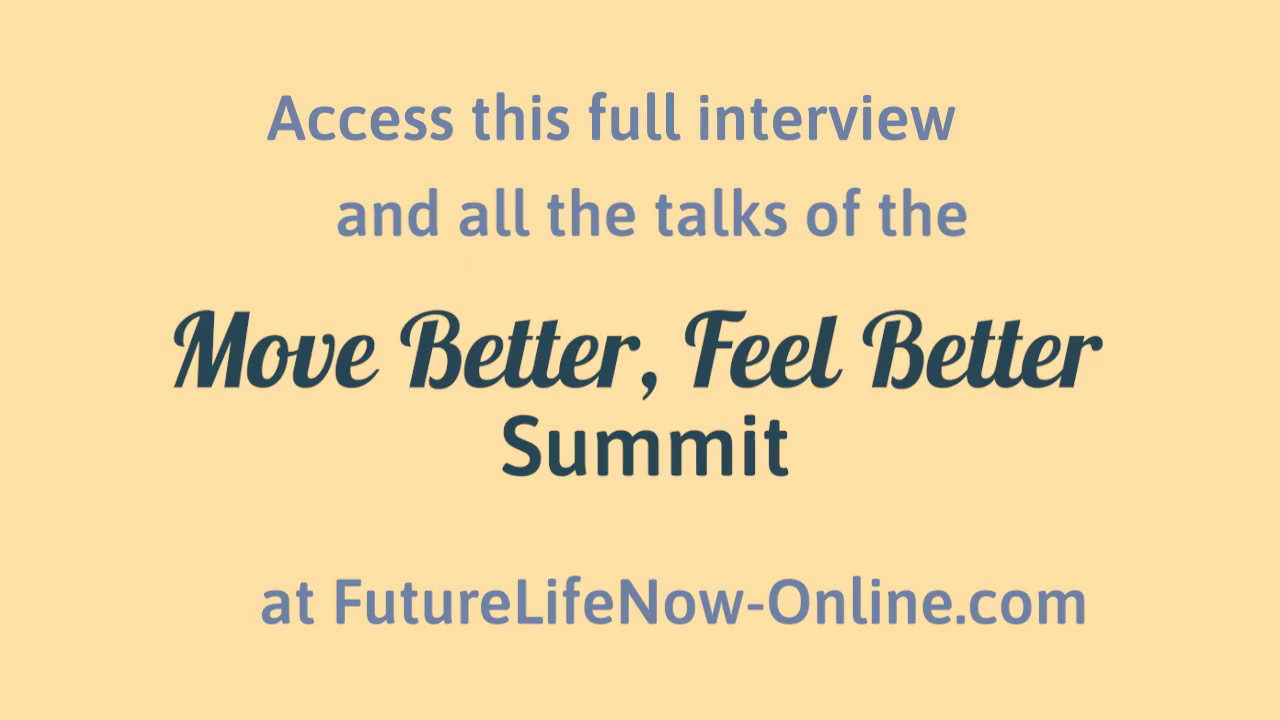 Access this full interview
and all the talks of the
Move Better, Feel Better
Summit
at FutureLifeNow-Online.com